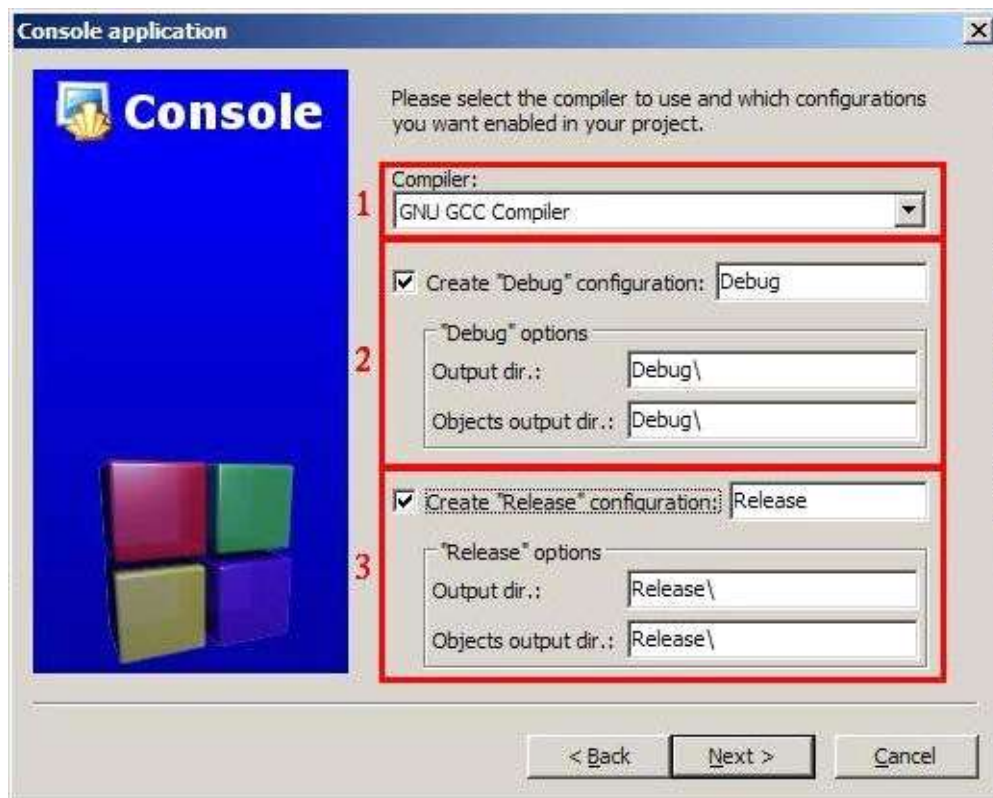 Console application
Console
Please select the compiler to use and which configurations
you want enabled in your project.
1
Compiler:
GNU GCC Compiler
2
Create "Debug" configuration: Debug
"Debug" options
Output dir.: Debug\
Objects output dir.: Debug\
3
Create "Release" configuration: Release
"Release" options
Output dir.: Release\
Objects output dir.: Release\
< Back Next > Cancel